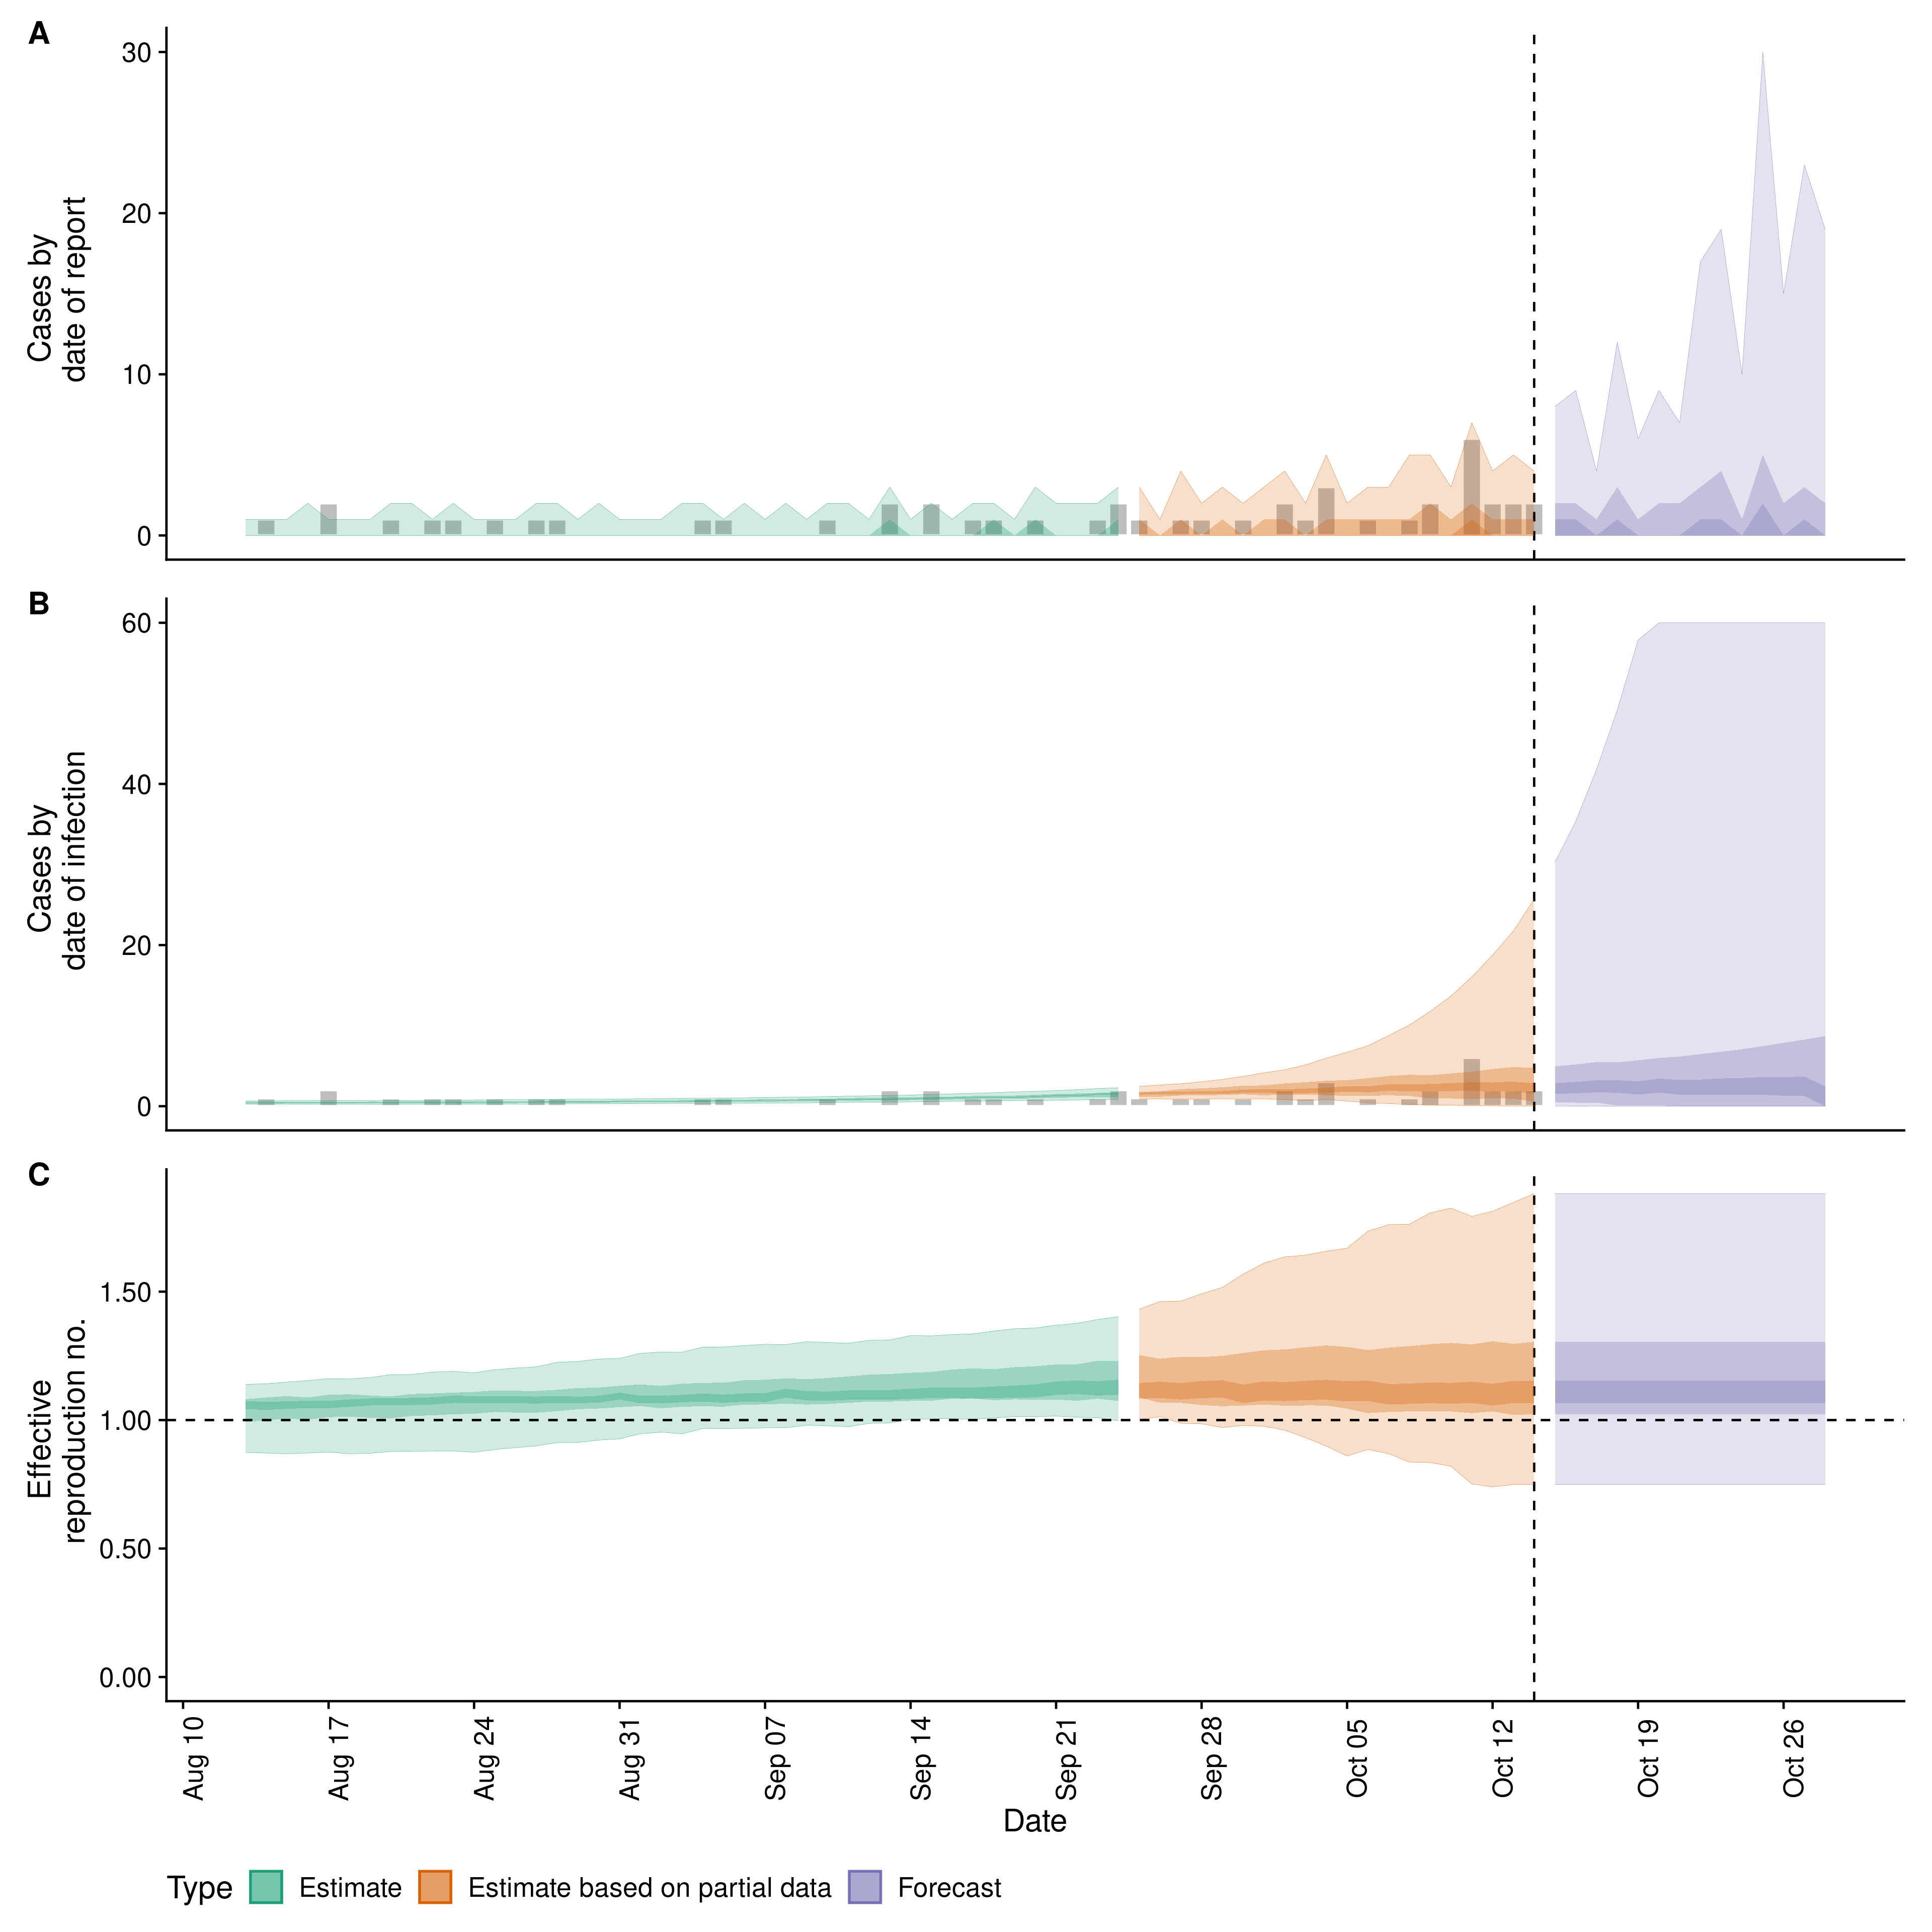 A
Cases by
date of report
30
20
10
0
B
Cases by
date of infection
60
40
20
0
C
Effective
reproduction no.
1.50
1.00
0.50
0.00
Aug 10
Aug 17
Aug 24
Aug 31
Sep 07
Sep 14
Sep 21
Sep 28
Oct 05
Oct 12
Oct 19
Oct 26
Date
Type Estimate Estimate based on partial data Forecast